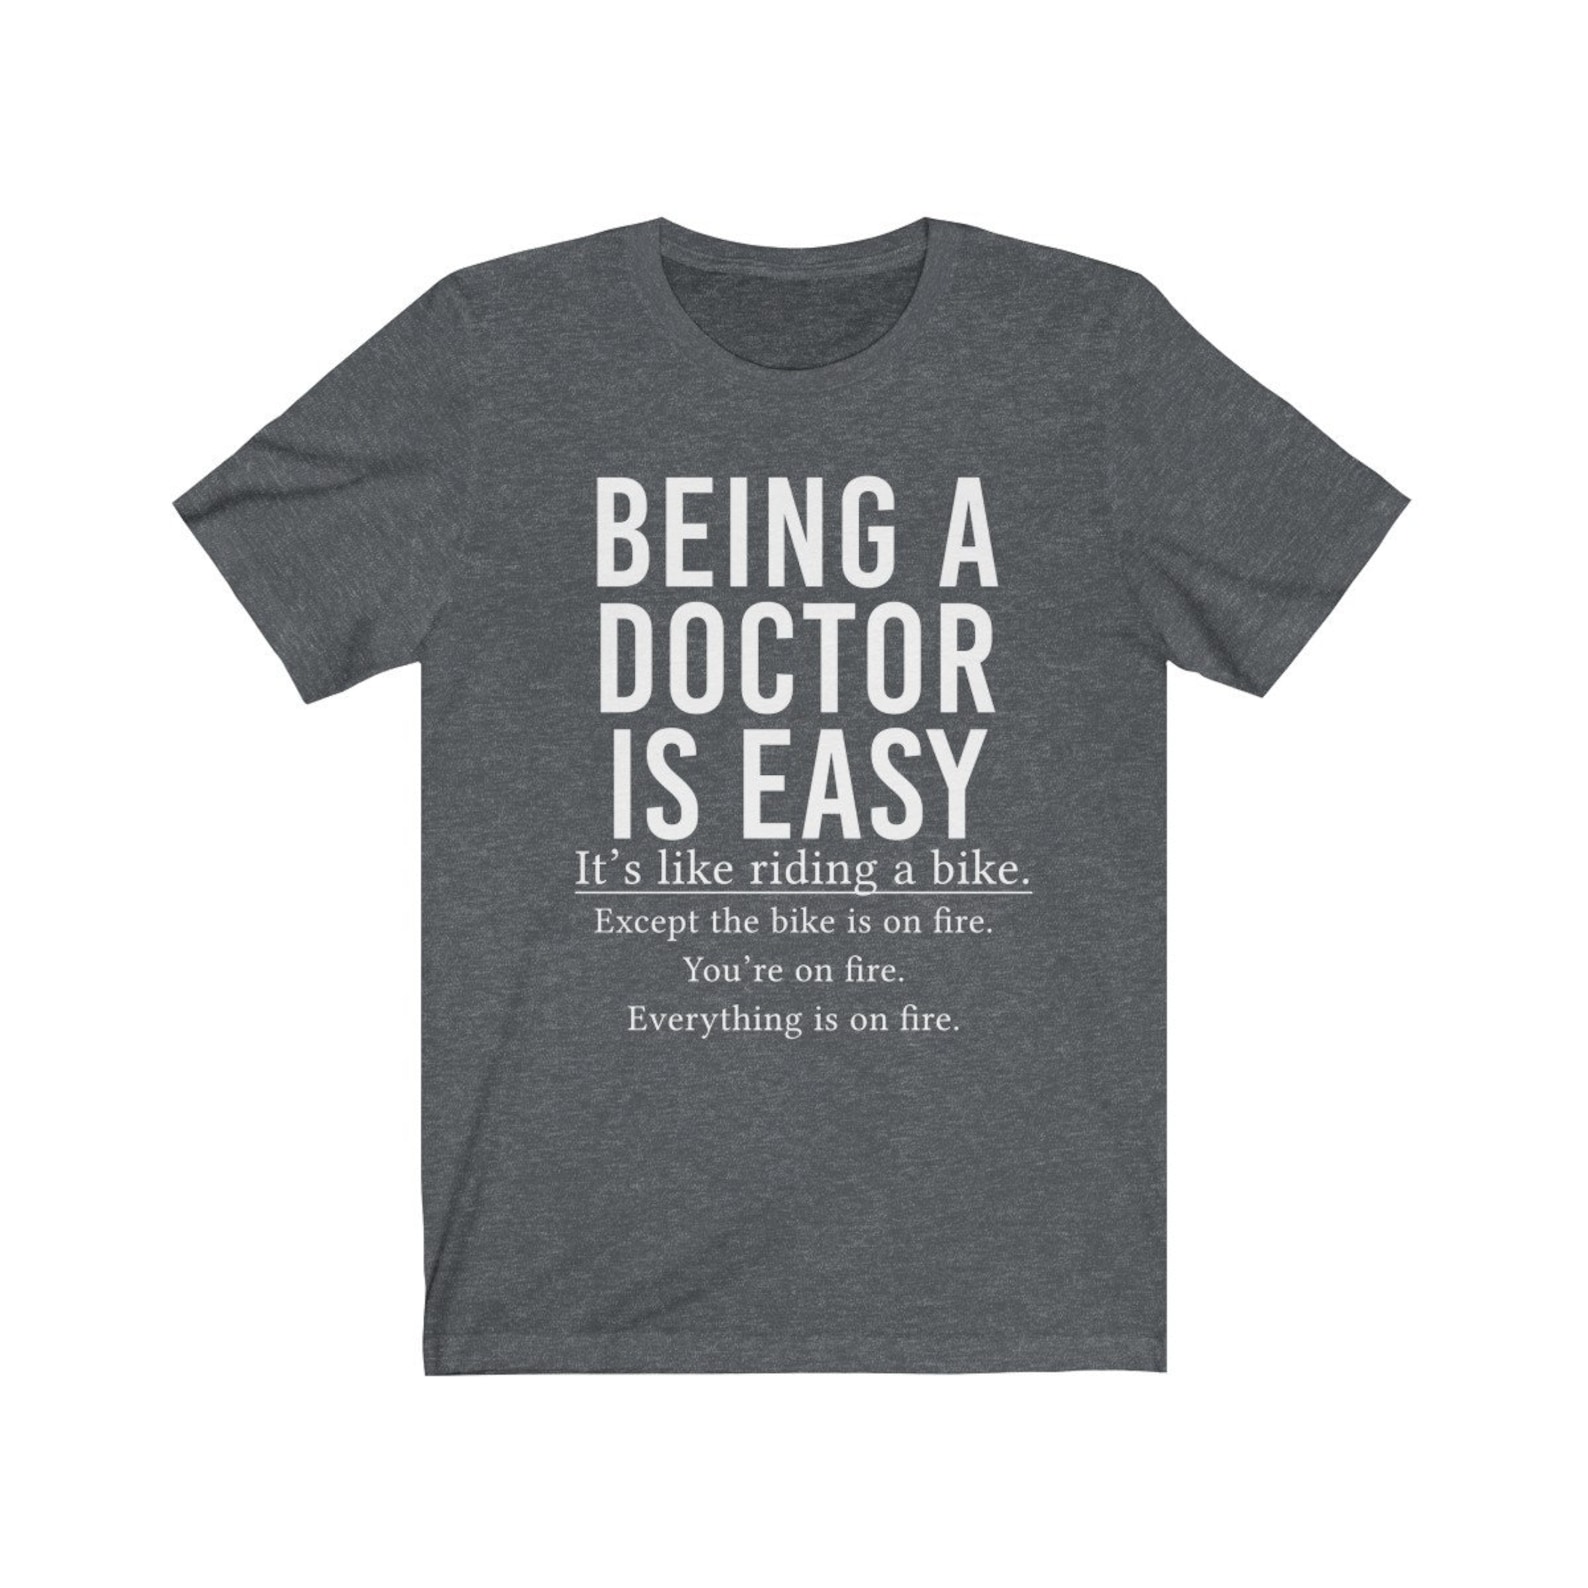 BEING A
DOCTOR
IS EASY
It’s like riding a bike.
Except the bike is on fire.
You’re on fire.
Everything is on fire.